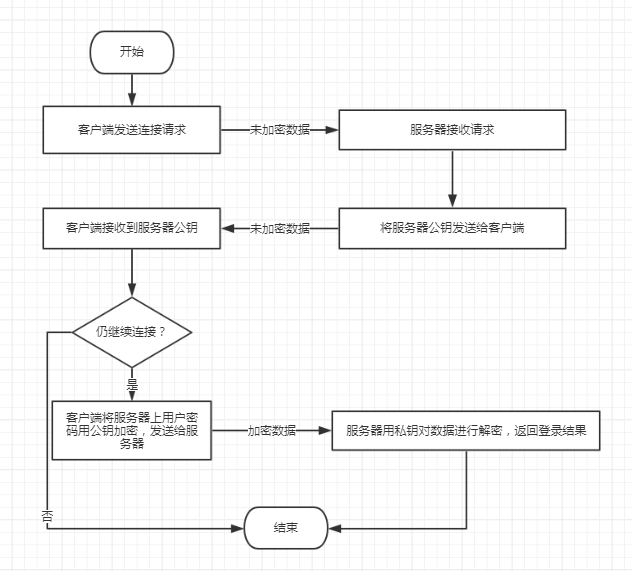 开始
客户端发送连接请求
未加密数据
服务器接收请求
客户端接收到服务器公钥
未加密数据
将服务器公钥发送给客户端
仍继续连接？
是
客户端将服务器上用户密
码用公钥加密，发送给服
务器
加密数据
服务器用私钥对数据进行解密，返回登录结果
否
结束